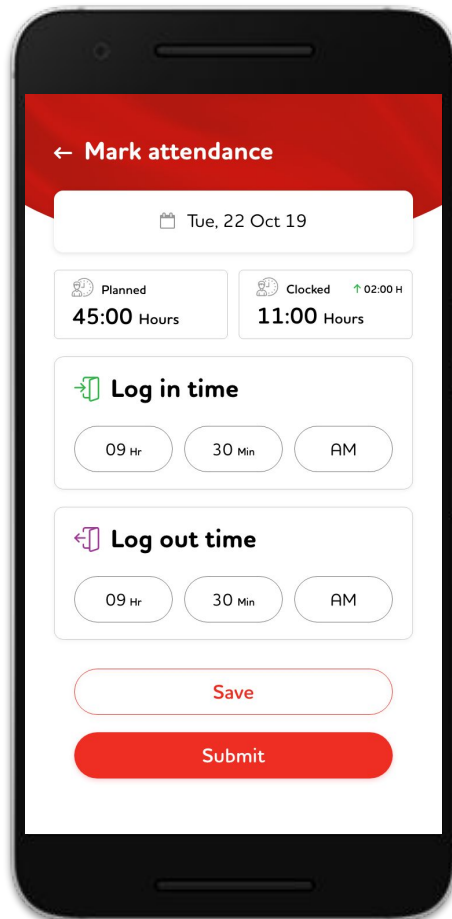 ← Mark attendance
Tue, 22 Oct 19
Planned
45:00 Hours
Clocked ↑ 02:00 H
11:00 Hours
Log in time
09 Hr 30 Min AM
Log out time
09 Hr 30 Min AM
Save
Submit